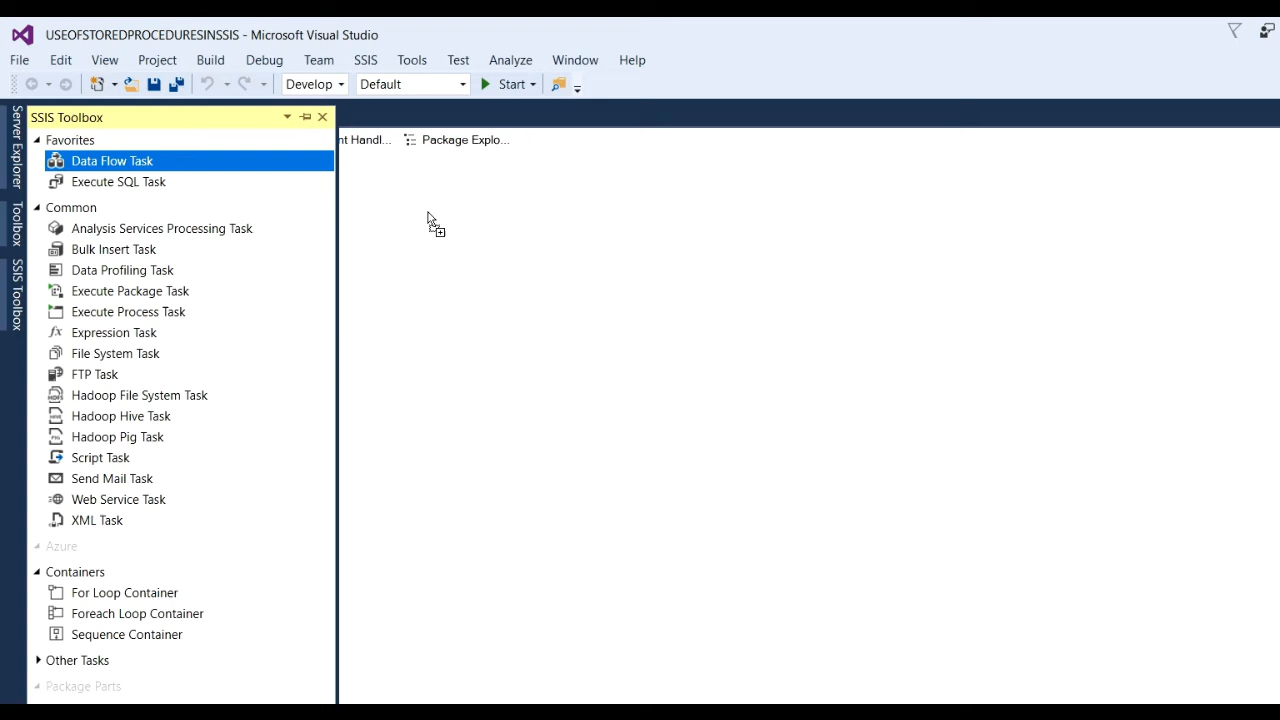 USEOFSTOREDPROCEDURESINSSIS - Microsoft Visual Studio
File Edit View Project Build Debug Team SSIS Tools Test Analyze Window Help
Develop Default Start
Server Explorer
Toolbox
SSIS Toolbox
SSIS Toolbox
nt Handl... Package Explo...
Favorites
Data Flow Task
Execute SQL Task
Common
Analysis Services Processing Task
Bulk Insert Task
Data Profiling Task
Execute Package Task
Execute Process Task
Expression Task
File System Task
FTP Task
Hadoop File System Task
Hadoop Hive Task
Hadoop Pig Task
Script Task
Send Mail Task
Web Service Task
XML Task
Azure
Containers
For Loop Container
Foreach Loop Container
Sequence Container
Other Tasks
Package Parts